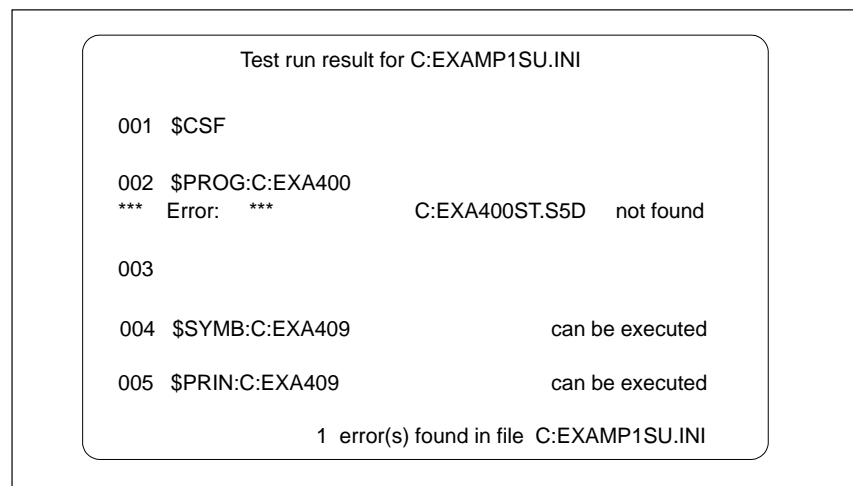 Test run result for C:EXAMP1SU.INI
001 $CSF
002 $PROG:C:EXA400
*** Error: *** C:EXA400ST.S5D not found
003
004 $SYMB:C:EXA409 can be executed
005 $PRIN:C:EXA409 can be executed
1 error(s) found in file C:EXAMP1SU.INI